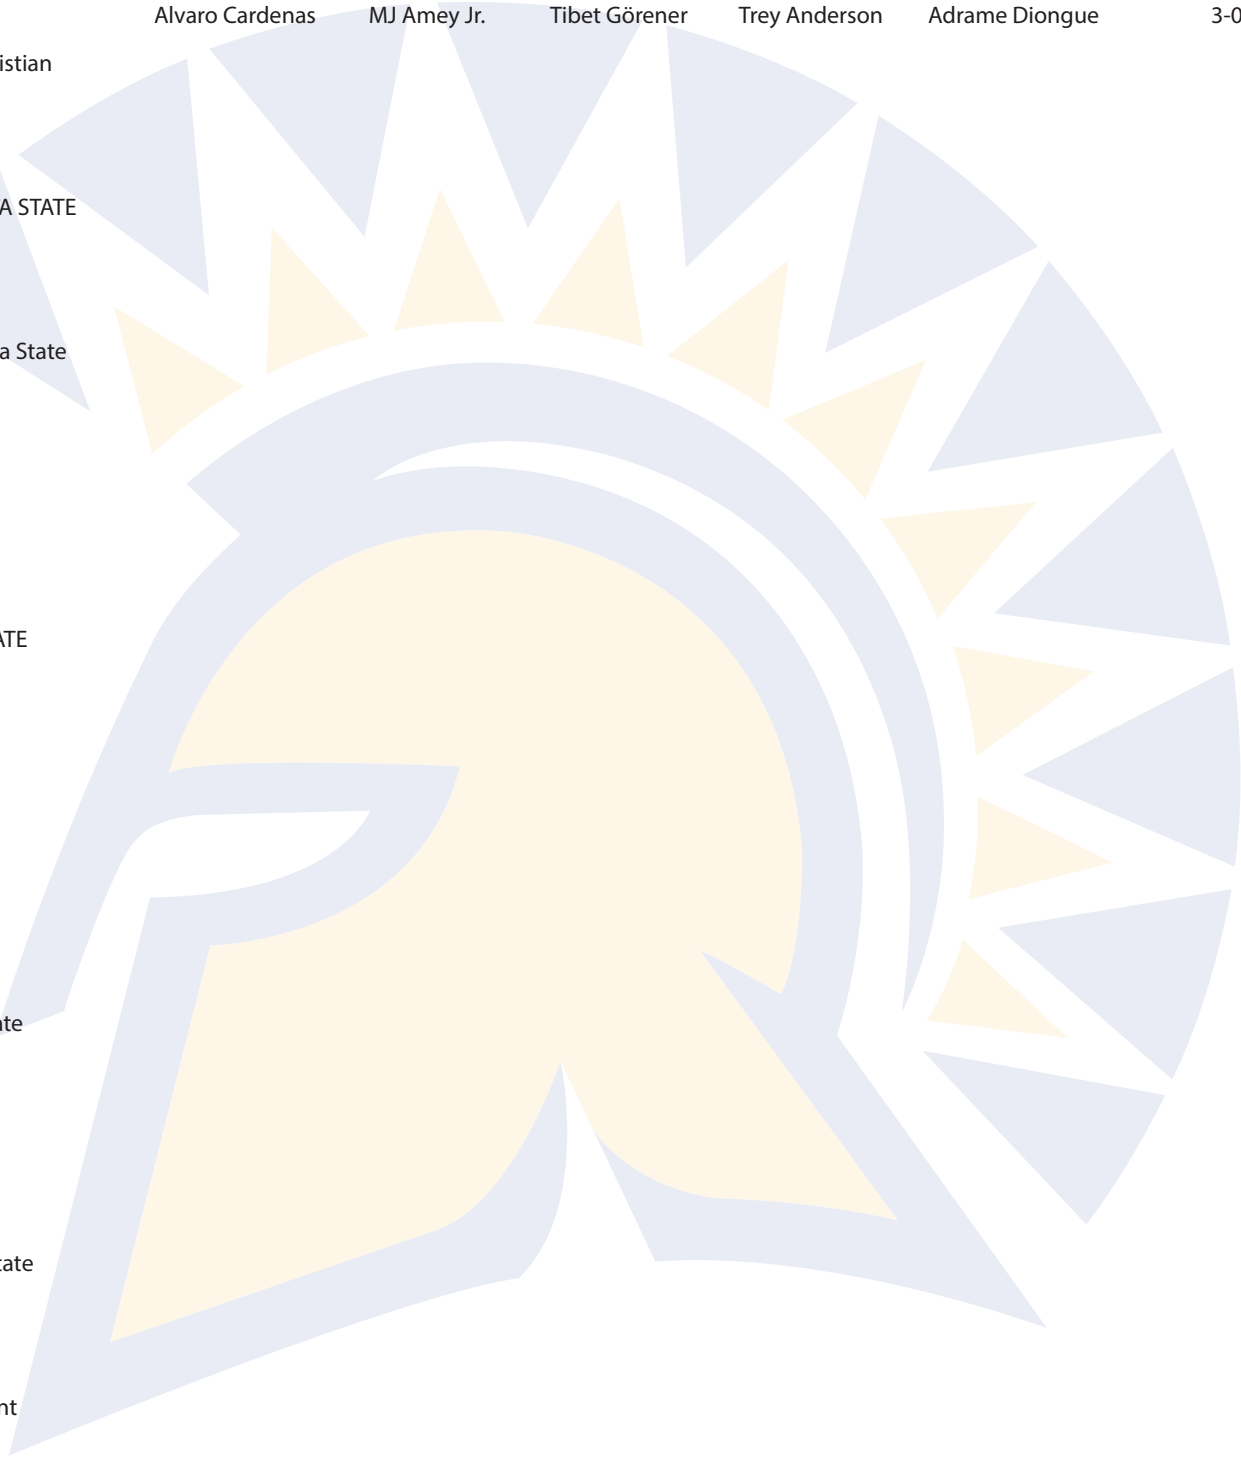 Alvaro Cardenas MJ Amey Jr. Tibet Görener Trey Anderson Adrame Diongue 3-0
istian
A STATE
a State
ATE
ate
tate
nt